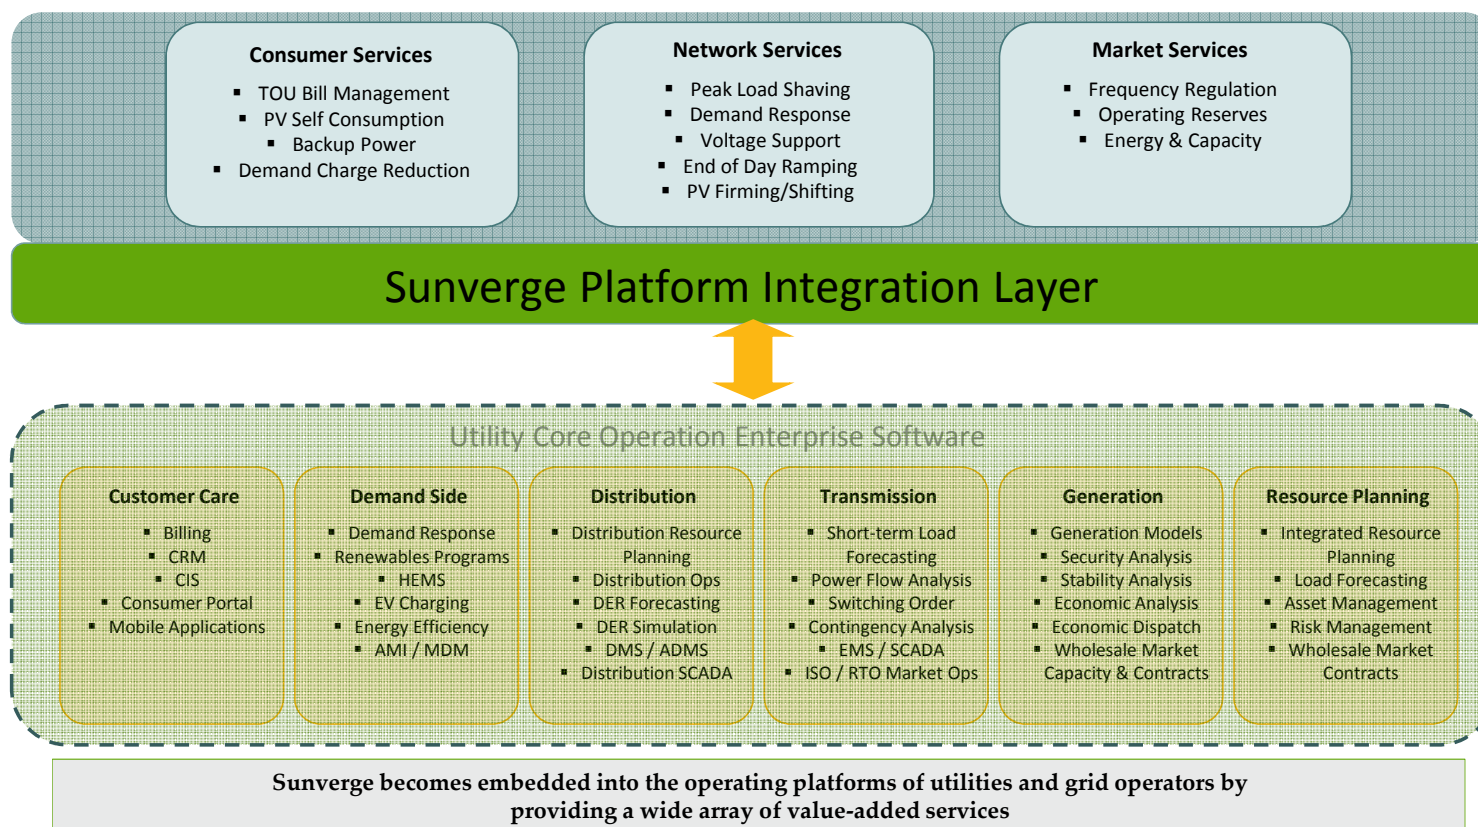 Consumer Services
▪ TOU Bill Management
▪ PV Self Consumption
▪ Backup Power
▪ Demand Charge Reduction
Network Services
▪ Peak Load Shaving
▪ Demand Response
▪ Voltage Support
▪ End of Day Ramping
▪ PV Firming/Shifting
Market Services
▪ Frequency Regulation
▪ Operating Reserves
▪ Energy & Capacity
Sunverge Platform Integration Layer
Utility Core Operation Enterprise Software
Customer Care
▪ Billing
▪ CRM
▪ CIS
▪ Consumer Portal
▪ Mobile Applications
Demand Side
▪ Demand Response
▪ Renewables Programs
▪ HEMS
▪ EV Charging
▪ Energy Efficiency
▪ AMI / MDM
Distribution
▪ Distribution Resource
Planning
▪ Distribution Ops
▪ DER Forecasting
▪ DER Simulation
▪ DMS / ADMS
▪ Distribution SCADA
Transmission
▪ Short-term Load
Forecasting
▪ Power Flow Analysis
▪ Switching Order
▪ Contingency Analysis
▪ EMS / SCADA
▪ ISO / RTO Market Ops
Generation
▪ Generation Models
▪ Security Analysis
▪ Stability Analysis
▪ Economic Analysis
▪ Economic Dispatch
▪ Wholesale Market
Capacity & Contracts
Resource Planning
▪ Integrated Resource
Planning
▪ Load Forecasting
▪ Asset Management
▪ Risk Management
▪ Wholesale Market
Contracts
Sunverge becomes embedded into the operating platforms of utilities and grid operators by
providing a wide array of value-added services